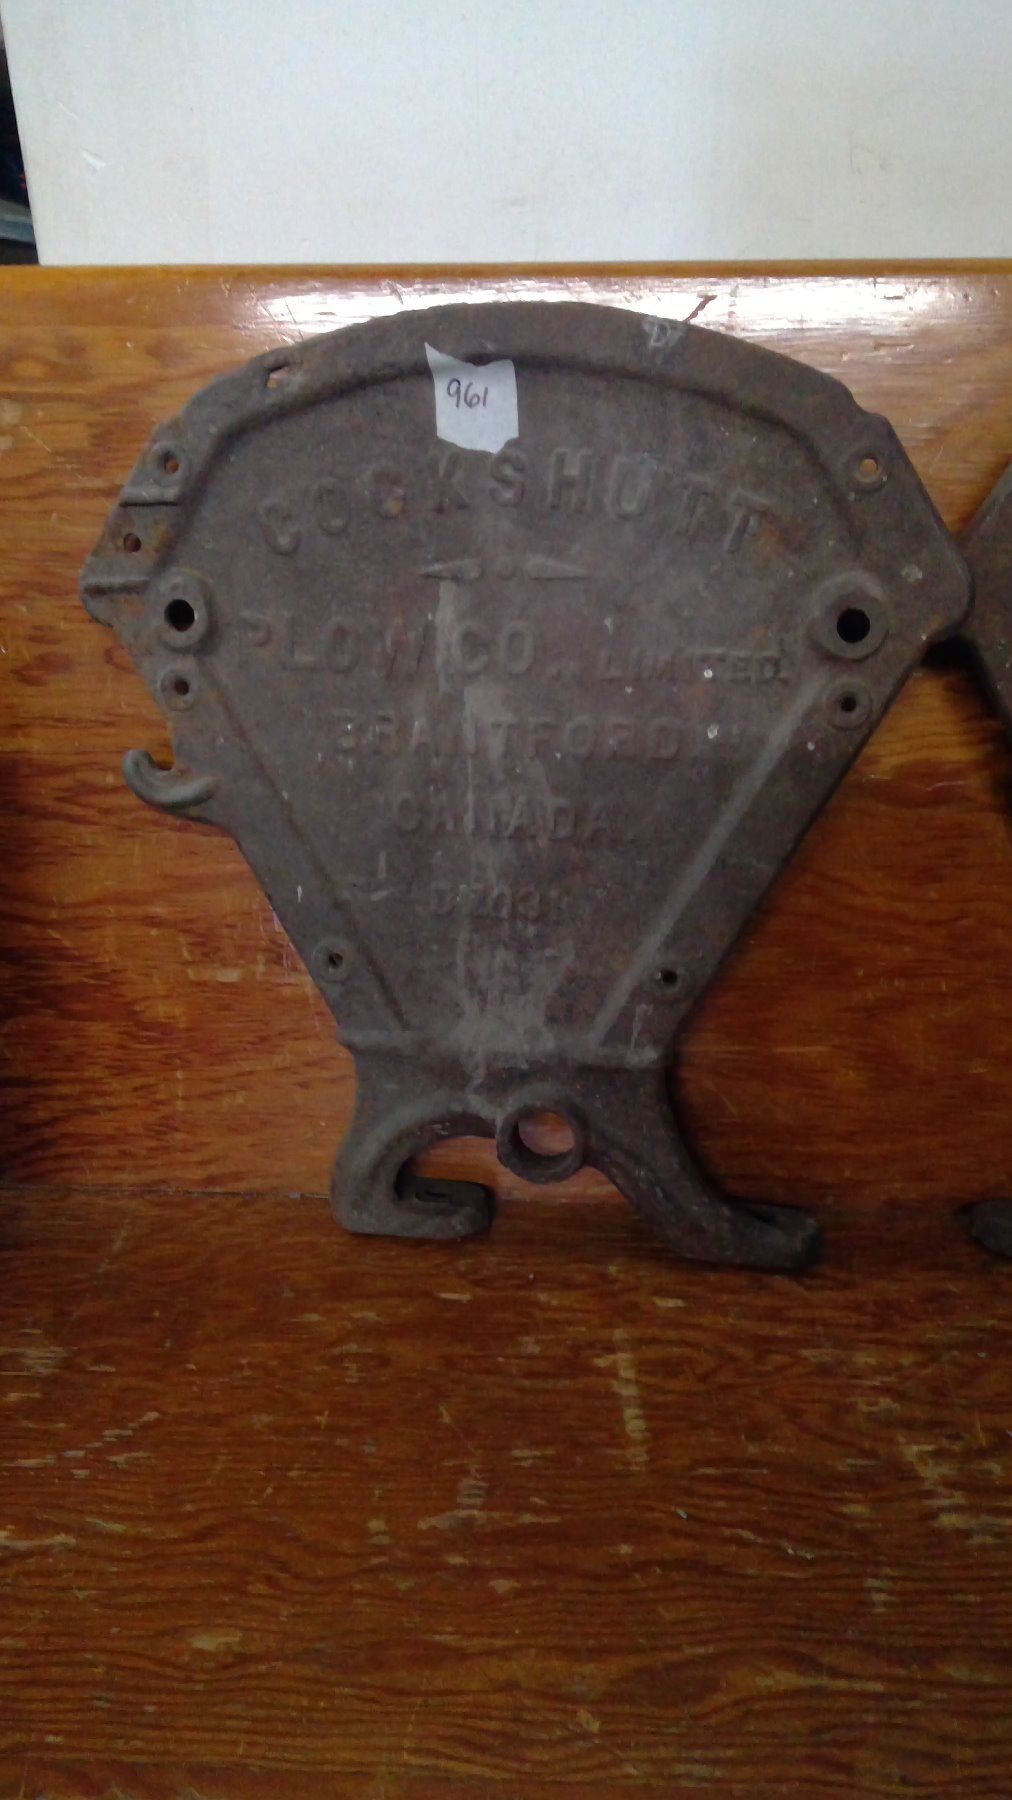 961
COCKSHUTT
PLOW CO.. LIMITED.
BRANTFORD
CANADA